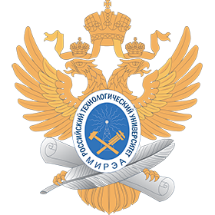 РОССИЙСКИЙ ТЕХНОЛОГИЧЕСКИЙ УНИВЕРСИТЕТ
МИРЭА